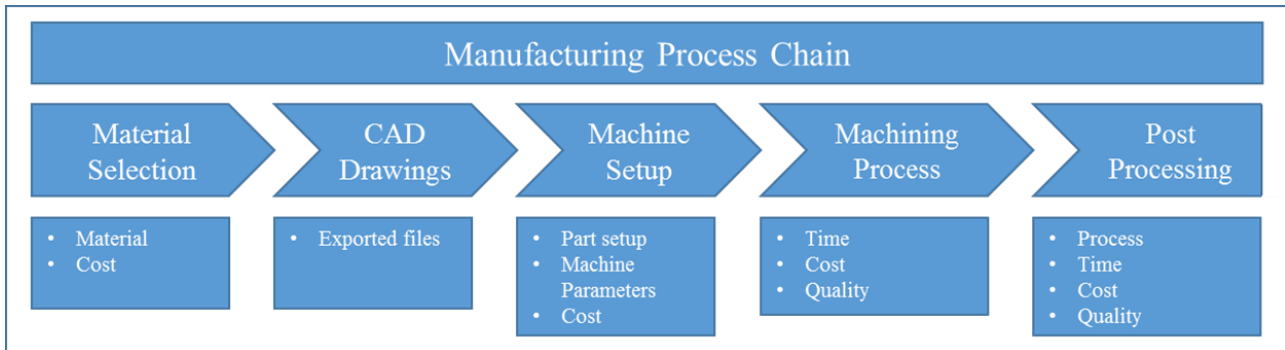 Manufacturing Process Chain
Material
Selection
CAD
Drawings
Machine
Setup
Machining
Process
Post
Processing
• Material
• Cost
• Exported files
• Part setup
• Machine
Parameters
• Cost
• Time
• Cost
• Quality
• Process
• Time
• Cost
• Quality